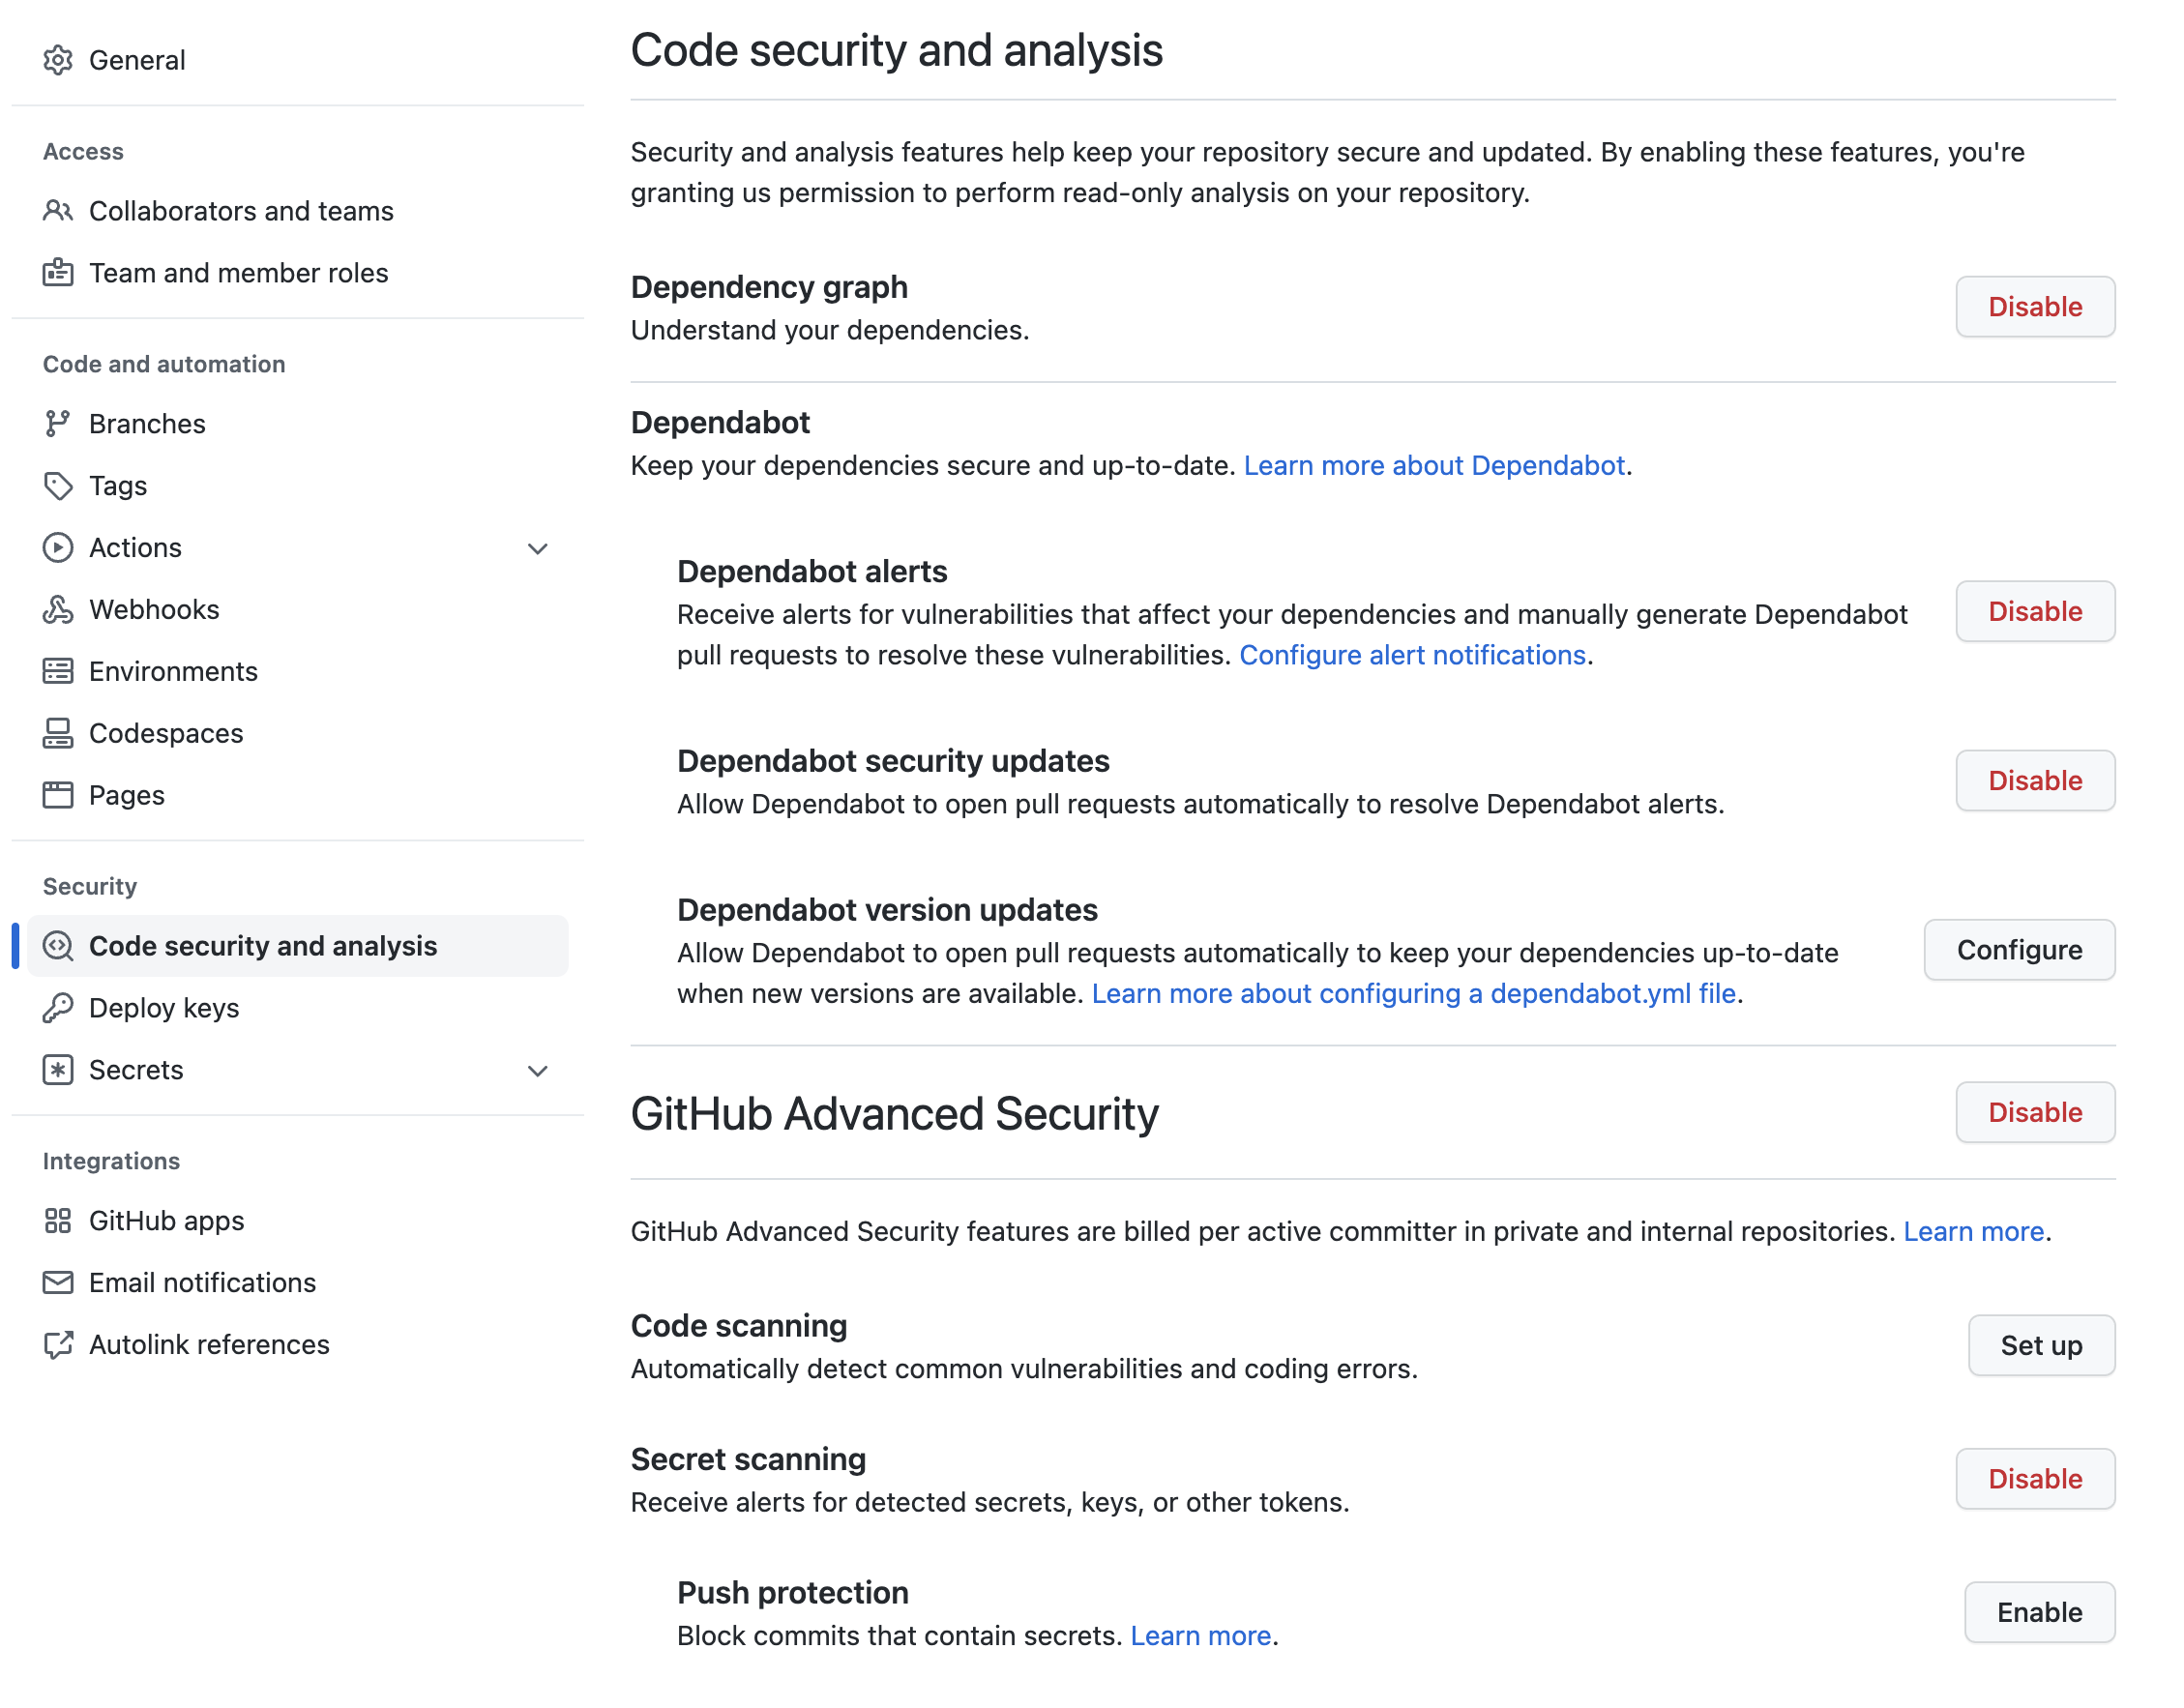 General
Access
Collaborators and teams
Team and member roles
Code and automation
Branches
Tags
Actions
Webhooks
Environments
Codespaces
Pages
Security
Code security and analysis
Deploy keys
Secrets
Integrations
GitHub apps
Email notifications
Autolink references
Code security and analysis
Security and analysis features help keep your repository secure and updated. By enabling these features, you're
granting us permission to perform read-only analysis on your repository.
Dependency graph
Understand your dependencies.
Disable
Dependabot
Keep your dependencies secure and up-to-date. Learn more about Dependabot.
Dependabot alerts
Receive alerts for vulnerabilities that affect your dependencies and manually generate Dependabot
pull requests to resolve these vulnerabilities. Configure alert notifications.
Disable
Dependabot security updates
Allow Dependabot to open pull requests automatically to resolve Dependabot alerts.
Disable
Dependabot version updates
Allow Dependabot to open pull requests automatically to keep your dependencies up-to-date
when new versions are available. Learn more about configuring a dependabot.yml file.
Configure
GitHub Advanced Security
Disable
GitHub Advanced Security features are billed per active committer in private and internal repositories. Learn more.
Code scanning
Automatically detect common vulnerabilities and coding errors.
Set up
Secret scanning
Receive alerts for detected secrets, keys, or other tokens.
Disable
Push protection
Block commits that contain secrets. Learn more.
Enable